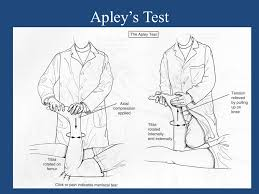 Apley's Test
The Apley Test
Axial
compression
applied
Tension
relieved by
pulling
up on
knee
Tibia
rotated on
femur
Tibia
rotated
internally and
externally
Click or pain indicates meniscal tear